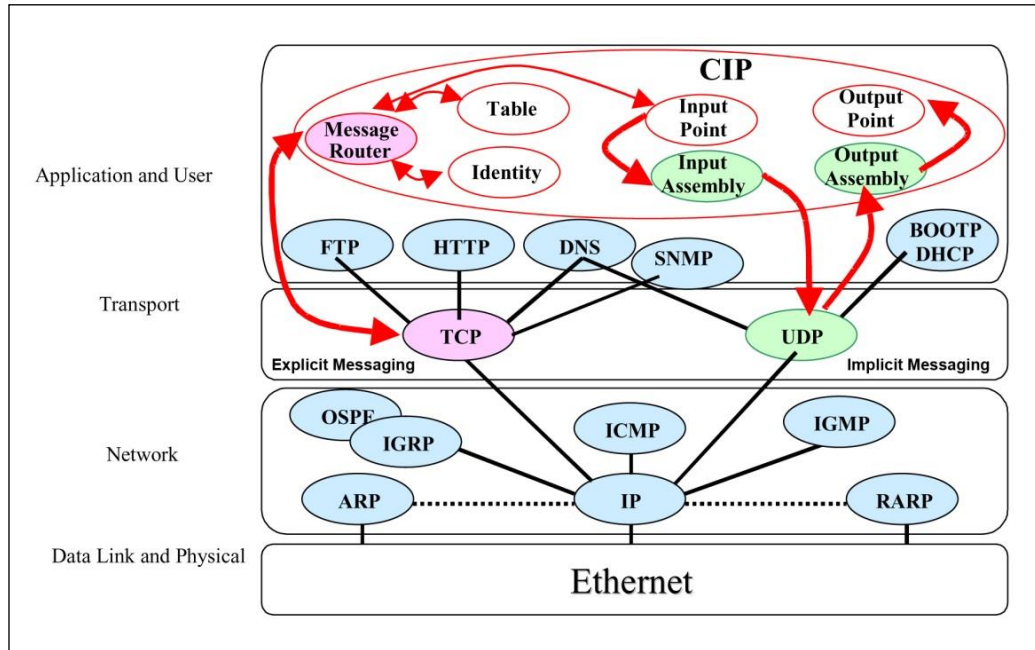 CIP
Table
Input
Point
Output
Point
Message
Router
Application and User
Identity
Input
Assembly
Output
Assembly
FTP
HTTP
DNS
SNMP
BOOTP
DHCP
Transport
TCP
UDP
Explicit Messaging
Implicit Messaging
OSPF
IGRP
ICMP
IGMP
Network
ARP
IP
RARP
Data Link and Physical
Ethernet